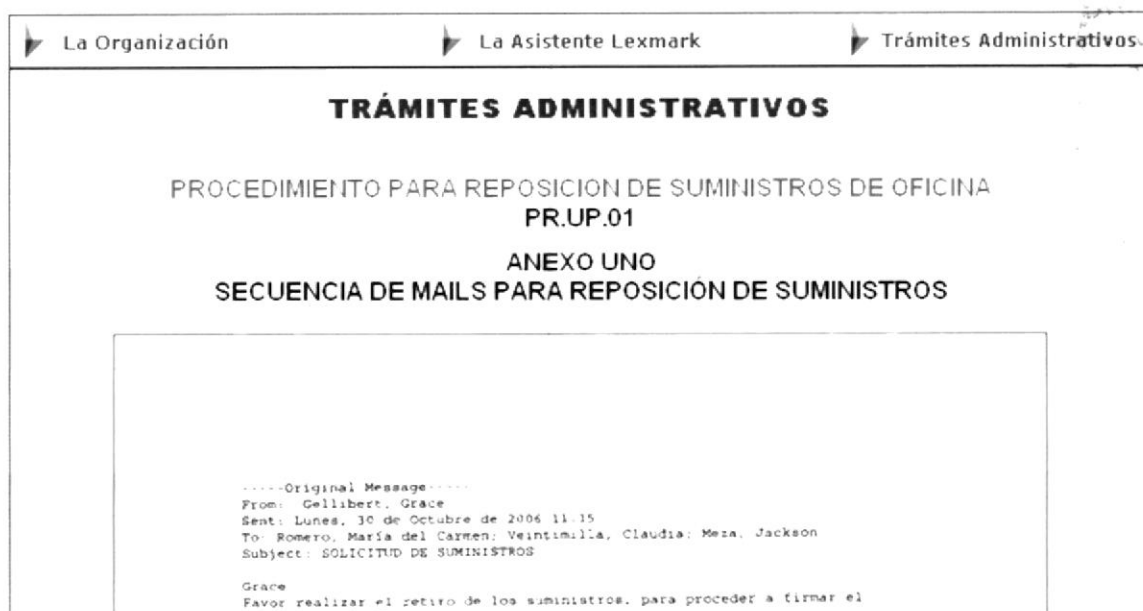 La Organización La Asistente Lexmark Trámites Administrativos
TRÁMITES ADMINISTRATIVOS
PROCEDIMIENTO PARA REPOSICION DE SUMINISTROS DE OFICINA
PR.UP.01
ANEXO UNO
SECUENCIA DE MAILS PARA REPOSICIÓN DE SUMINISTROS
-----Original Message-----
From: Gellibert, Grace
Sent: Lunes, 30 de Octubre de 2006 11:15
To: Romero, María del Carmen; Veintimilla, Claudia; Meza, Jackson
Subject: SOLICITUD DE SUMINISTROS
Grace
Favor realizar el retiro de los suministros, para proceder a firmar el